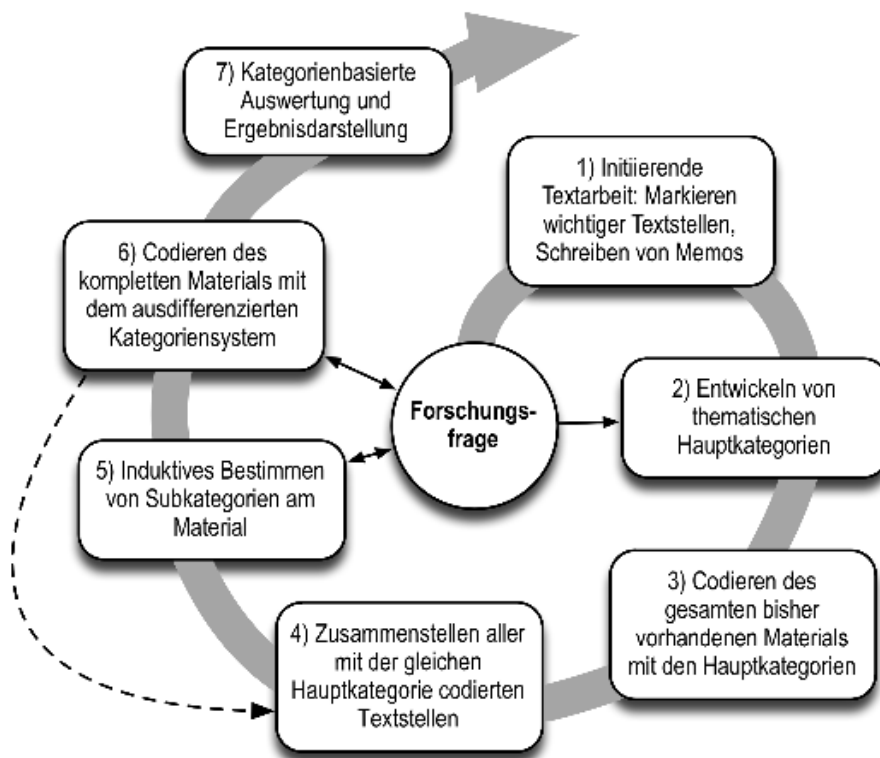 7) Kategorienbasierte
Auswertung und
Ergebnisdarstellung
1) Initiierende
Textarbeit: Markieren
wichtiger Textstellen,
Schreiben von Memos
6) Codieren des
kompletten Materials mit
dem ausdifferenzierten
Kategoriensystem
Forschungs-
frage
2) Entwickeln von
thematischen
Hauptkategorien
5) Induktives Bestimmen
von Subkategorien am
Material
3) Codieren des
gesamten bisher
vorhandenen Materials
mit den Hauptkategorien
4) Zusammenstellen aller
mit der gleichen
Hauptkategorie codierten
Textstellen